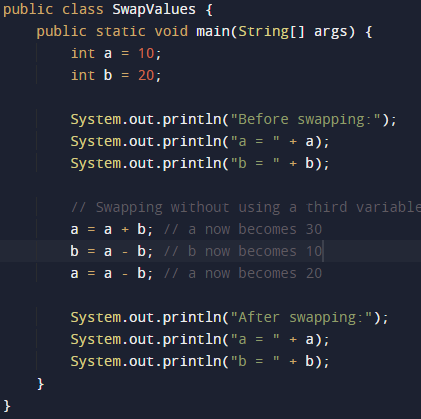 public class SwapValues {
    public static void main(String[] args) {
        int a = 10;
        int b = 20;

        System.out.println("Before swapping:");
        System.out.println("a = " + a);
        System.out.println("b = " + b);

        // Swapping without using a third variable
        a = a + b; // a now becomes 30
        b = a - b; // b now becomes 10
        a = a - b; // a now becomes 20

        System.out.println("After swapping:");
        System.out.println("a = " + a);
        System.out.println("b = " + b);
    }
}